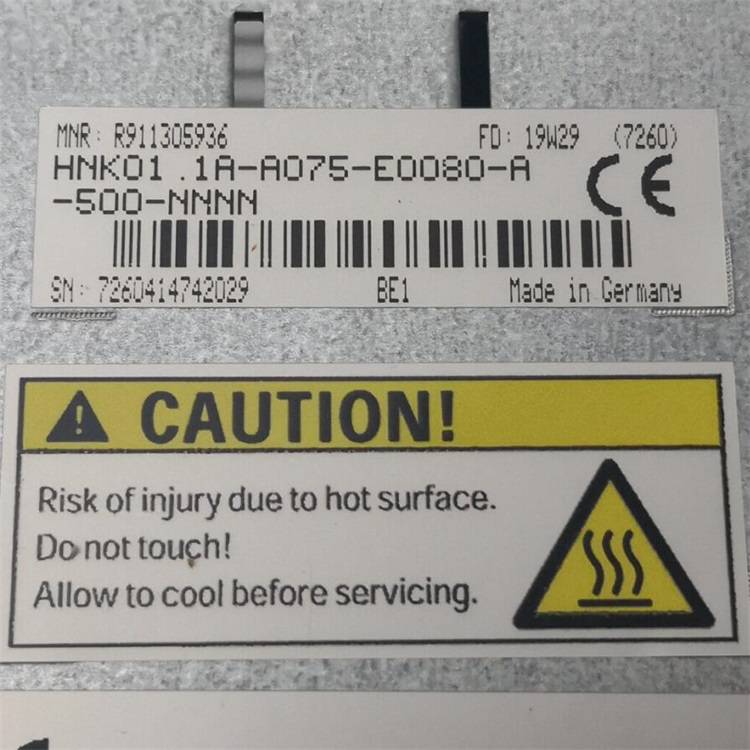 MNR: R911305936 FD: 19W29 (7260)
HNK01.1A-A075-E0080-A
-500-NNNN
CE
SN: 7260414742029 BE1 Made in Germany
CAUTION!
Risk of injury due to hot surface.
Do not touch!
Allow to cool before servicing.